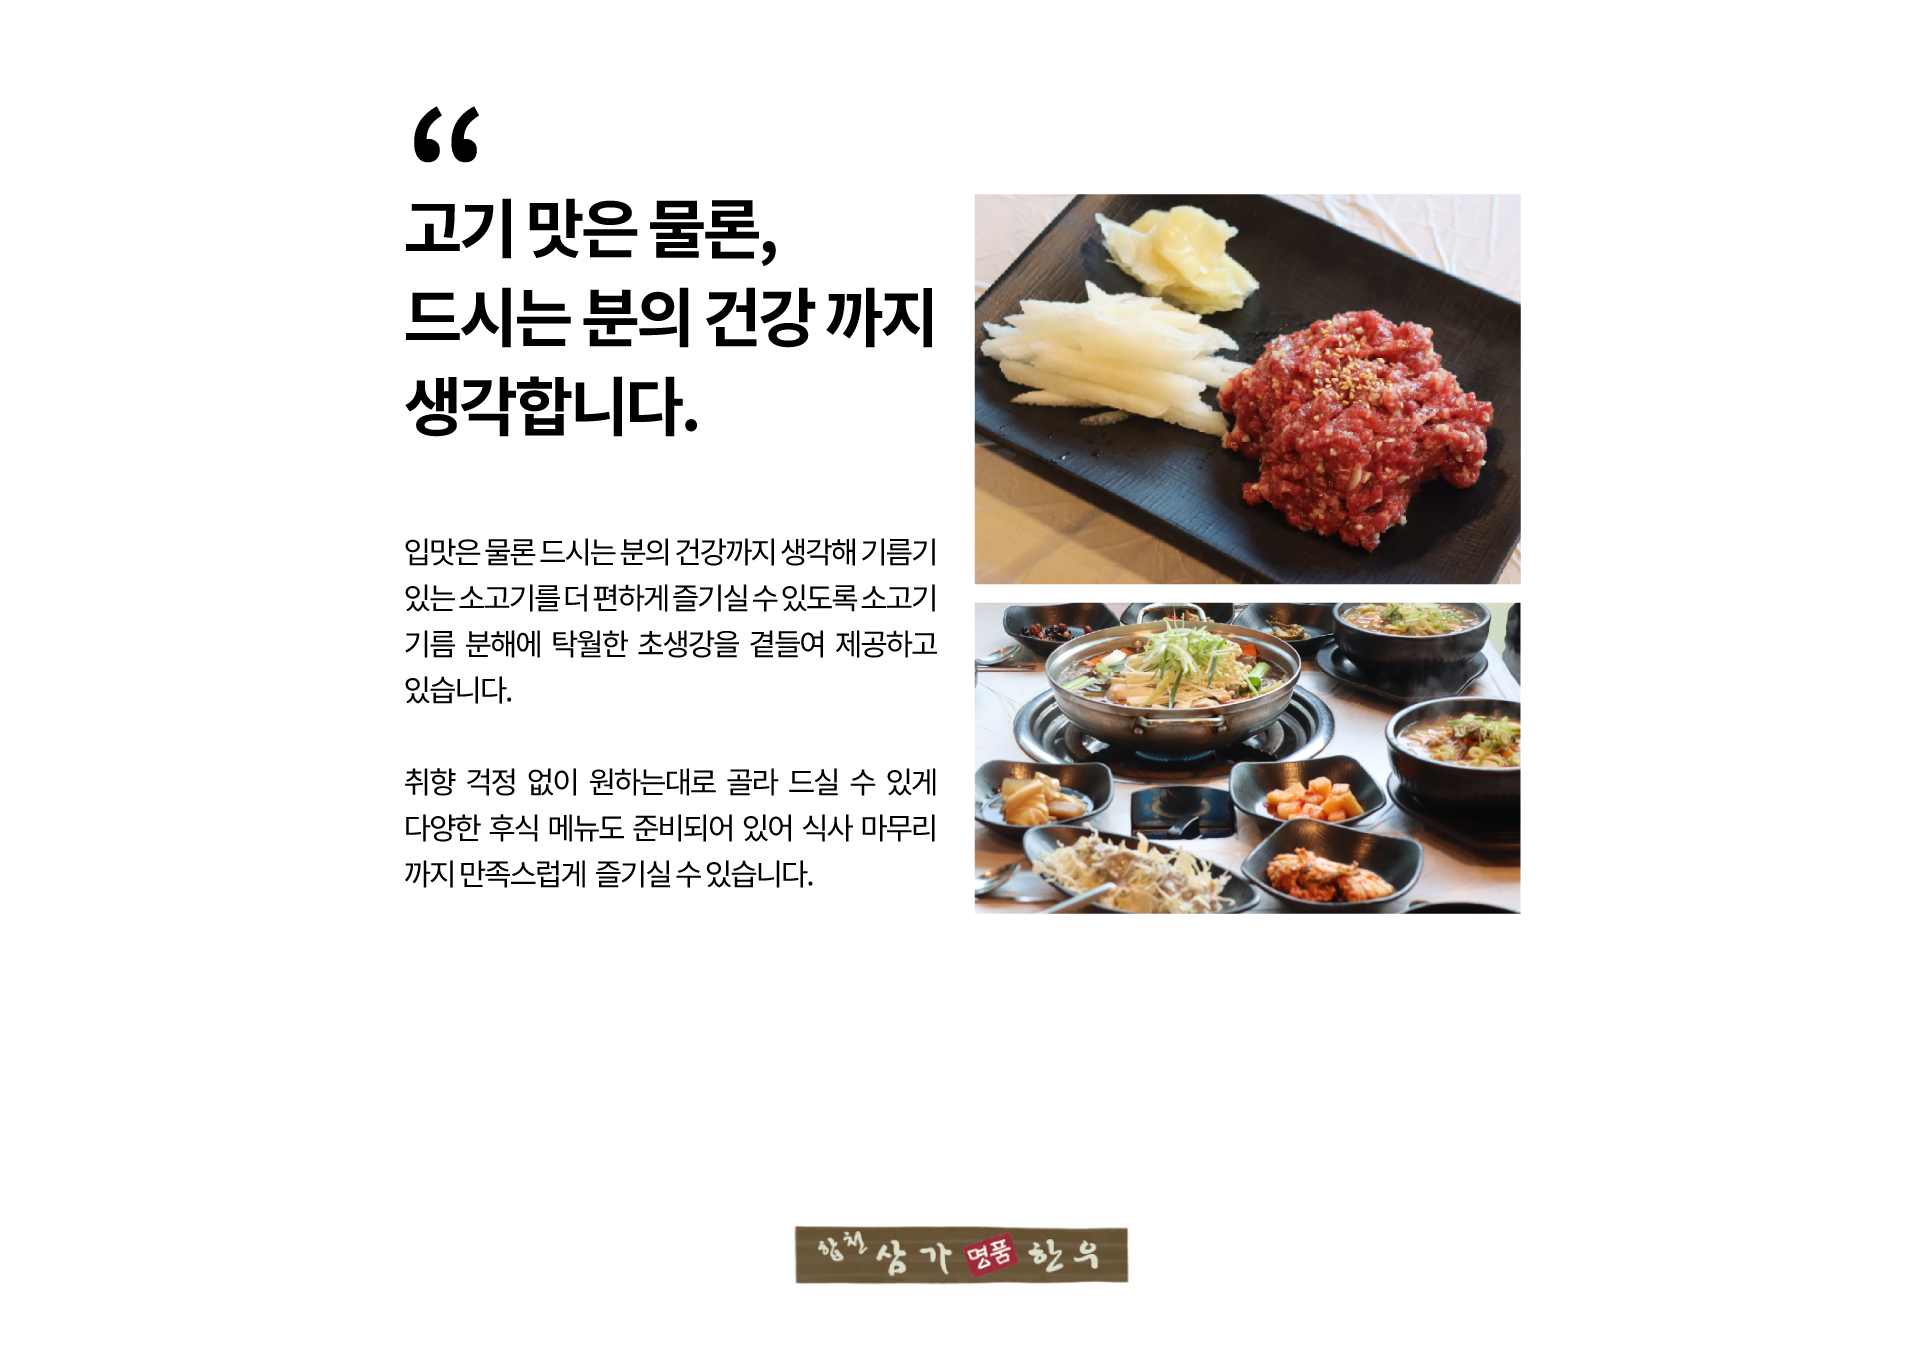 “
고기 맛은 물론,
드시는 분의 건강 까지
생각합니다.
입맛은 물론 드시는 분의 건강까지 생각해 기름기
있는 소고기를 더 편하게 즐기실 수 있도록 소고기
기름 분해에 탁월한 초생강을 곁들여 제공하고
있습니다.
취향 걱정 없이 원하는대로 골라 드실 수 있게
다양한 후식 메뉴도 준비되어 있어 식사 마무리
까지 만족스럽게 즐기실 수 있습니다.
합천 삼가 명품 한우